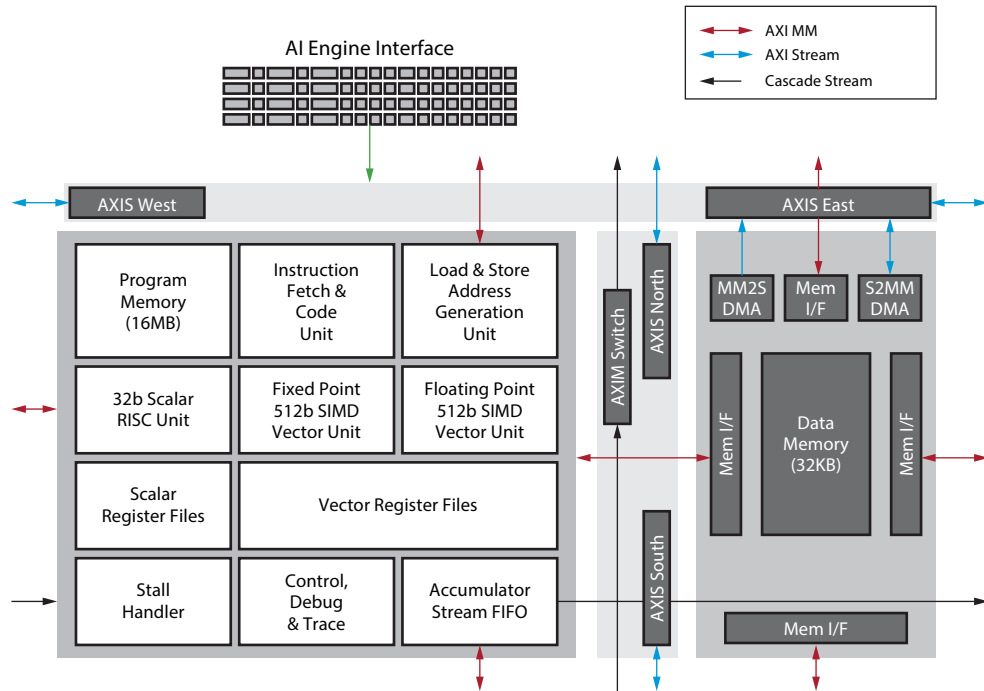 AI Engine Interface
AXI MM
AXI Stream
Cascade Stream
AXIS West
AXIS East
Program
Memory
(16MB)
Instruction
Fetch &
Code
Unit
Load & Store
Address
Generation
Unit
32b Scalar
RISC Unit
Fixed Point
512b SIMD
Vector Unit
Floating Point
512b SIMD
Vector Unit
Scalar
Register Files
Vector Register Files
Stall
Handler
Control,
Debug
& Trace
Accumulator
Stream FIFO
AXIM Switch
AXIS North
AXIS South
MM2S
DMA
Mem
I/F
S2MM
DMA
Mem I/F
Data
Memory
(32KB)
Mem I/F
Mem I/F